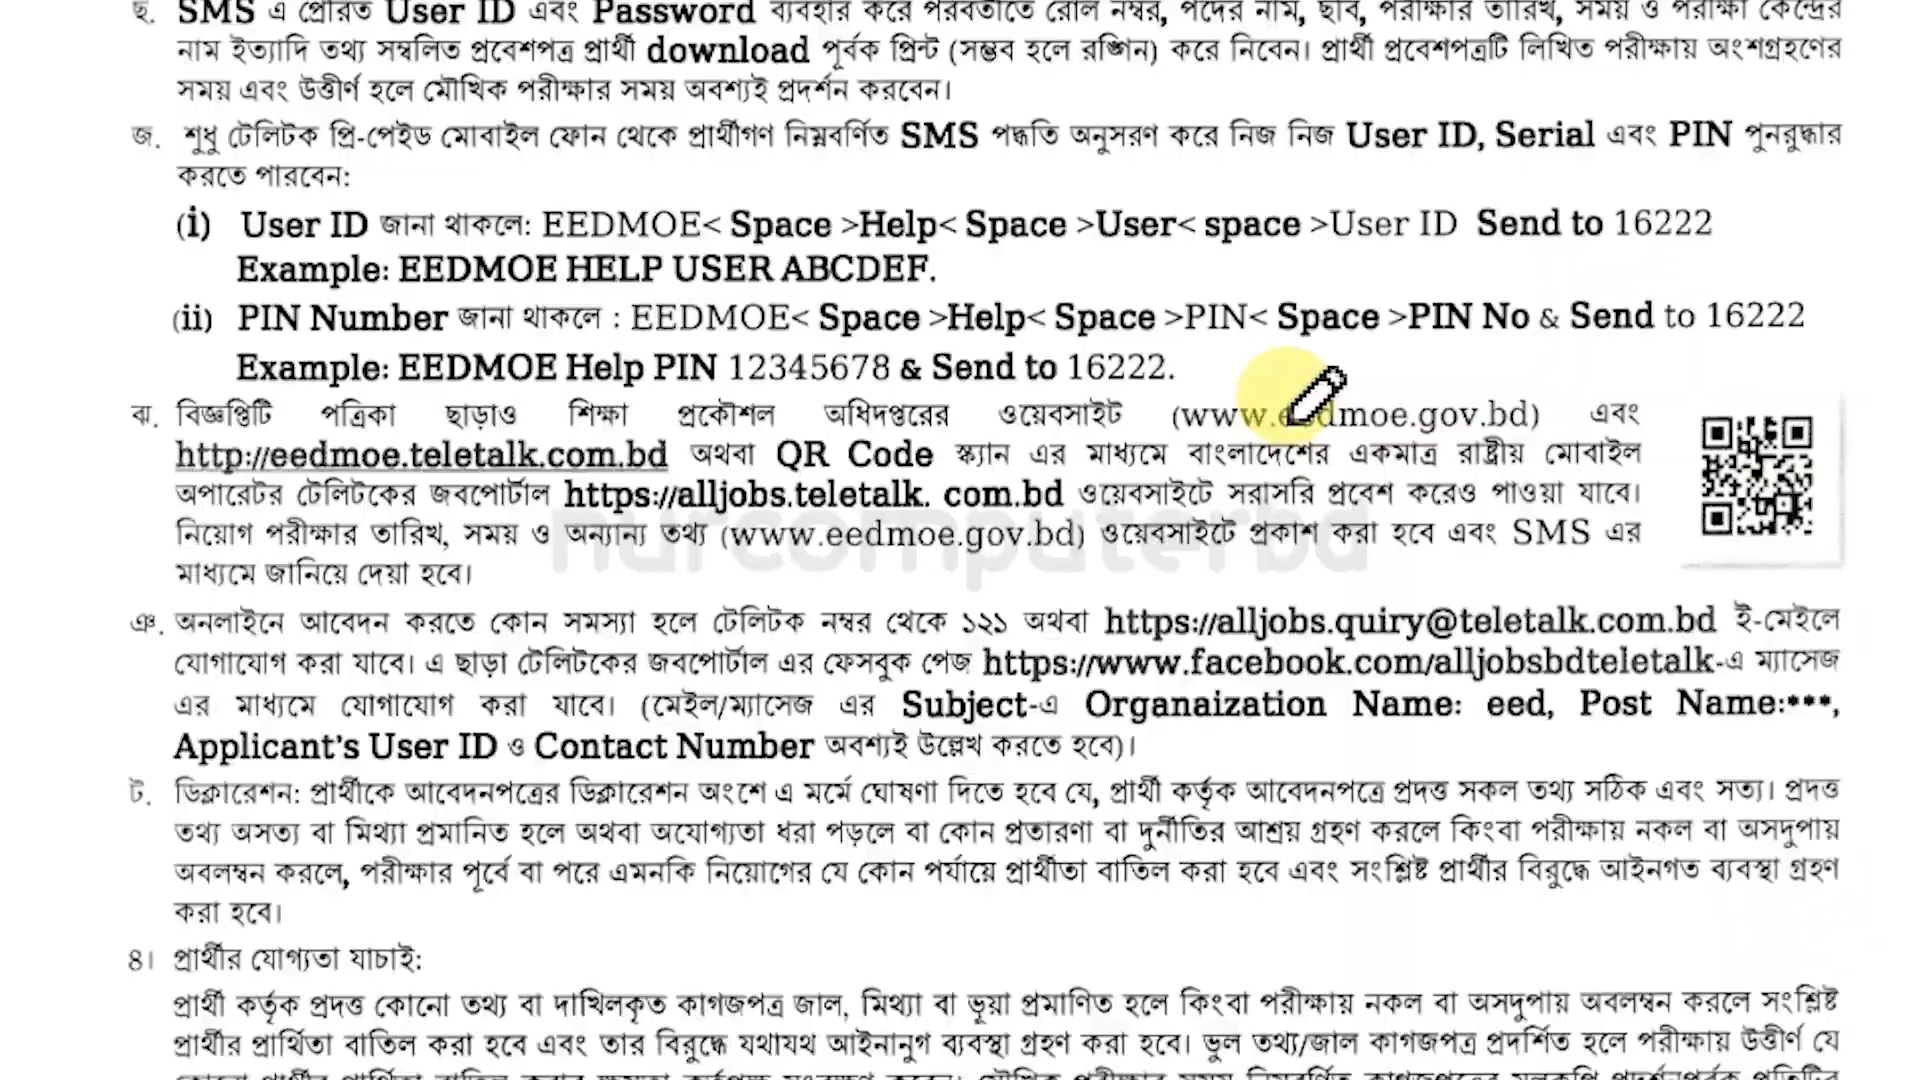 ছ. SMS এ প্রেরিত User ID এবং Password ব্যবহার করে পরবর্তীতে রোল নম্বর, পদের নাম, ছবি, পরীক্ষার তারিখ, সময় ও পরীক্ষা কেন্দ্রের
নাম ইত্যাদি তথ্য সম্বলিত প্রবেশপত্র প্রার্থী download পূর্বক প্রিন্ট (সম্ভব হলে রঙ্গিন) করে নিবেন। প্রার্থী প্রবেশপত্রটি লিখিত পরীক্ষায় অংশগ্রহণের
সময় এবং উত্তীর্ণ হলে মৌখিক পরীক্ষার সময় অবশ্যই প্রদর্শন করবেন।
জ. শুধু টেলিটক প্রি-পেইড মোবাইল ফোন থেকে প্রার্থীগণ নিম্নবর্ণিত SMS পদ্ধতি অনুসরণ করে নিজ নিজ User ID, Serial এবং PIN পুনরুদ্ধার
করতে পারবেন:
(i) User ID জানা থাকলে: EEDMOE< Space >Help< Space >User< space >User ID Send to 16222
Example: EEDMOE HELP USER ABCDEF.
(ii) PIN Number জানা থাকলে : EEDMOE< Space >Help< Space >PIN< Space >PIN No & Send to 16222
Example: EEDMOE Help PIN 12345678 & Send to 16222.
ঝ. বিজ্ঞপ্তিটি পত্রিকা ছাড়াও শিক্ষা প্রকৌশল অধিদপ্তরের ওয়েবসাইট (www.eedmoe.gov.bd) এবং
http://eedmoe.teletalk.com.bd অথবা QR Code স্ক্যান এর মাধ্যমে বাংলাদেশের একমাত্র রাষ্ট্রীয় মোবাইল
অপারেটর টেলিটকের জবপোর্টাল https://alljobs.teletalk. com.bd ওয়েবসাইটে সরাসরি প্রবেশ করেও পাওয়া যাবে।
নিয়োগ পরীক্ষার তারিখ, সময় ও অন্যান্য তথ্য (www.eedmoe.gov.bd) ওয়েবসাইটে প্রকাশ করা হবে এবং SMS এর
nurcomputerbd
মাধ্যমে জানিয়ে দেয়া হবে।
ঞ. অনলাইনে আবেদন করতে কোন সমস্যা হলে টেলিটক নম্বর থেকে ১২১ অথবা https://alljobs.quiry@teletalk.com.bd ই-মেইলে
যোগাযোগ করা যাবে। এ ছাড়া টেলিটকের জবপোর্টাল এর ফেসবুক পেজ https://www.facebook.com/alljobsbdteletalk-এ ম্যাসেজ
এর মাধ্যমে যোগাযোগ করা যাবে। (মেইল/ম্যাসেজ এর Subject-এ Organaization Name: eed, Post Name:***,
Applicant's User ID ও Contact Number অবশ্যই উল্লেখ করতে হবে)।
ট. ডিক্লারেশন: প্রার্থীকে আবেদনপত্রের ডিক্লারেশন অংশে এ মর্মে ঘোষণা দিতে হবে যে, প্রার্থী কর্তৃক আবেদনপত্রে প্রদত্ত সকল তথ্য সঠিক এবং সত্য। প্রদত্ত
তথ্য অসত্য বা মিথ্যা প্রমানিত হলে অথবা অযোগ্যতা ধরা পড়লে বা কোন প্রতারণা বা দুর্নীতির আশ্রয় গ্রহণ করলে কিংবা পরীক্ষায় নকল বা অসদুপায়
অবলম্বন করলে, পরীক্ষার পূর্বে বা পরে এমনকি নিয়োগের যে কোন পর্যায়ে প্রার্থীতা বাতিল করা হবে এবং সংশ্লিষ্ট প্রার্থীর বিরুদ্ধে আইনগত ব্যবস্থা গ্রহণ
করা হবে।
৪। প্রার্থীর যোগ্যতা যাচাই:
প্রার্থী কর্তৃক প্রদত্ত কোনো তথ্য বা দাখিলকৃত কাগজপত্র জাল, মিথ্যা বা ভূয়া প্রমাণিত হলে কিংবা পরীক্ষায় নকল বা অসদুপায় অবলম্বন করলে সংশ্লিষ্ট
প্রার্থীর প্রার্থিতা বাতিল করা হবে এবং তার বিরুদ্ধে যথাযথ আইনানুগ ব্যবস্থা গ্রহণ করা হবে। ভুল তথ্য/জাল কাগজপত্র প্রদর্শিত হলে পরীক্ষায় উত্তীর্ণ যে